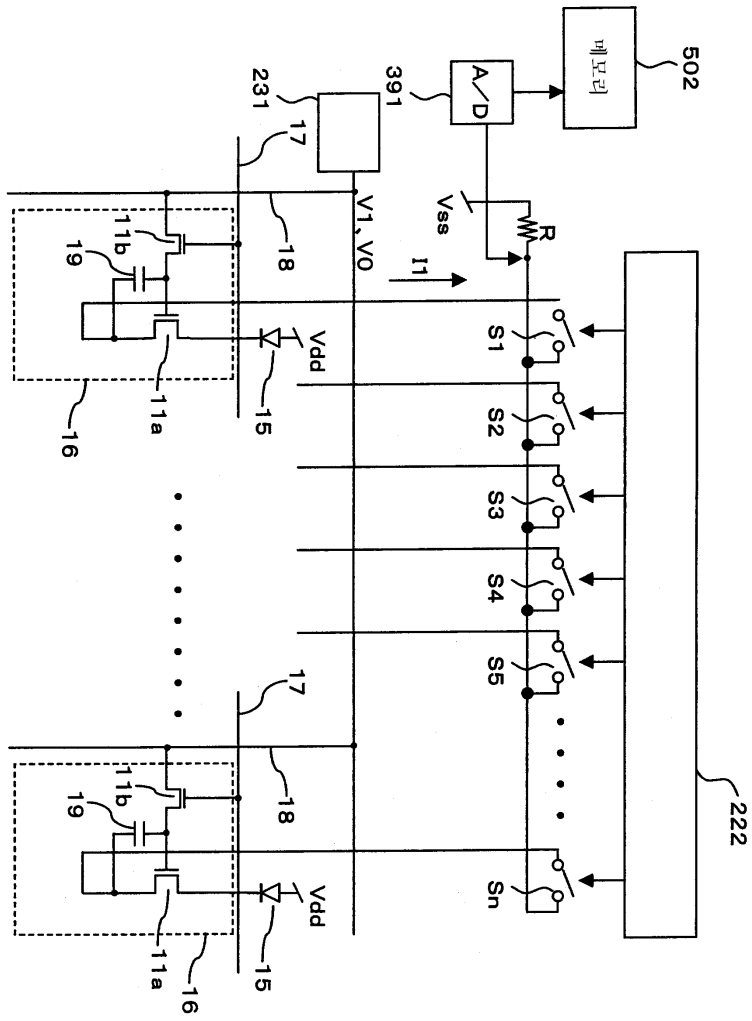 502
메모리
391
A/D
231
17
Vss
R
V1、V0
I1
18
11b
19
Vdd
15
11a
16
S1
S2
S3
S4
S5
Sn
222
17
18
11b
19
Vdd
15
11a
16